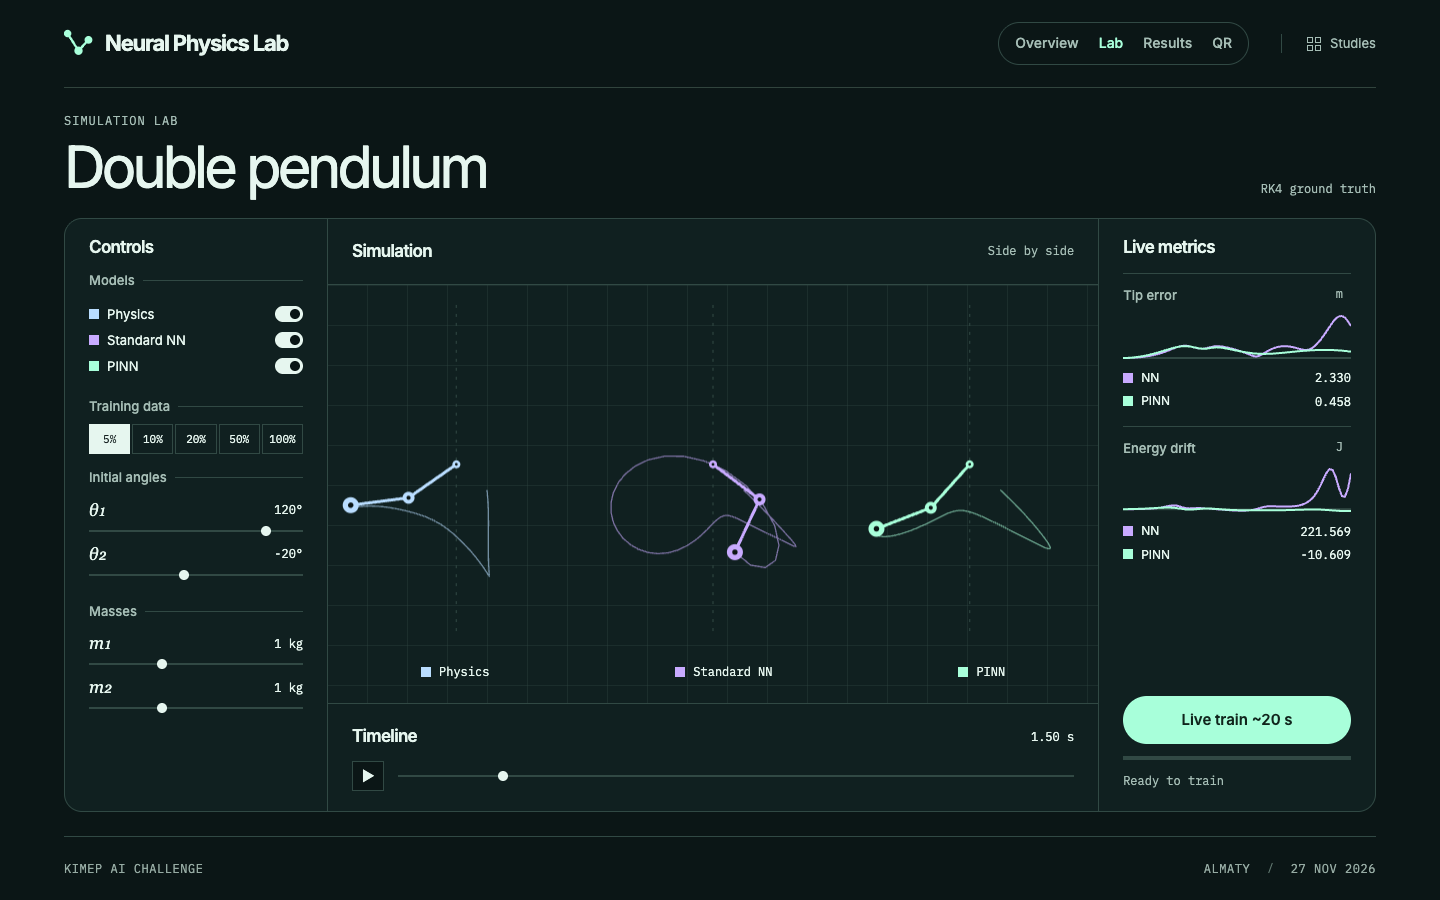 Neural Physics Lab
Overview Lab Results QR
Studies
SIMULATION LAB
Double pendulum
RK4 ground truth
Controls
Models
Physics
Standard NN
PINN
Training data
5% 10% 20% 50% 100%
Initial angles
θ1 120°
θ2 -20°
Masses
m1 1 kg
m2 1 kg
Simulation
Side by side
Physics
Standard NN
PINN
Timeline
1.50 s
Live metrics
Tip error m
NN 2.330
PINN 0.458
Energy drift J
NN 221.569
PINN -10.609
Live train ~20 s
Ready to train
KIMEP AI CHALLENGE
ALMATY / 27 NOV 2026